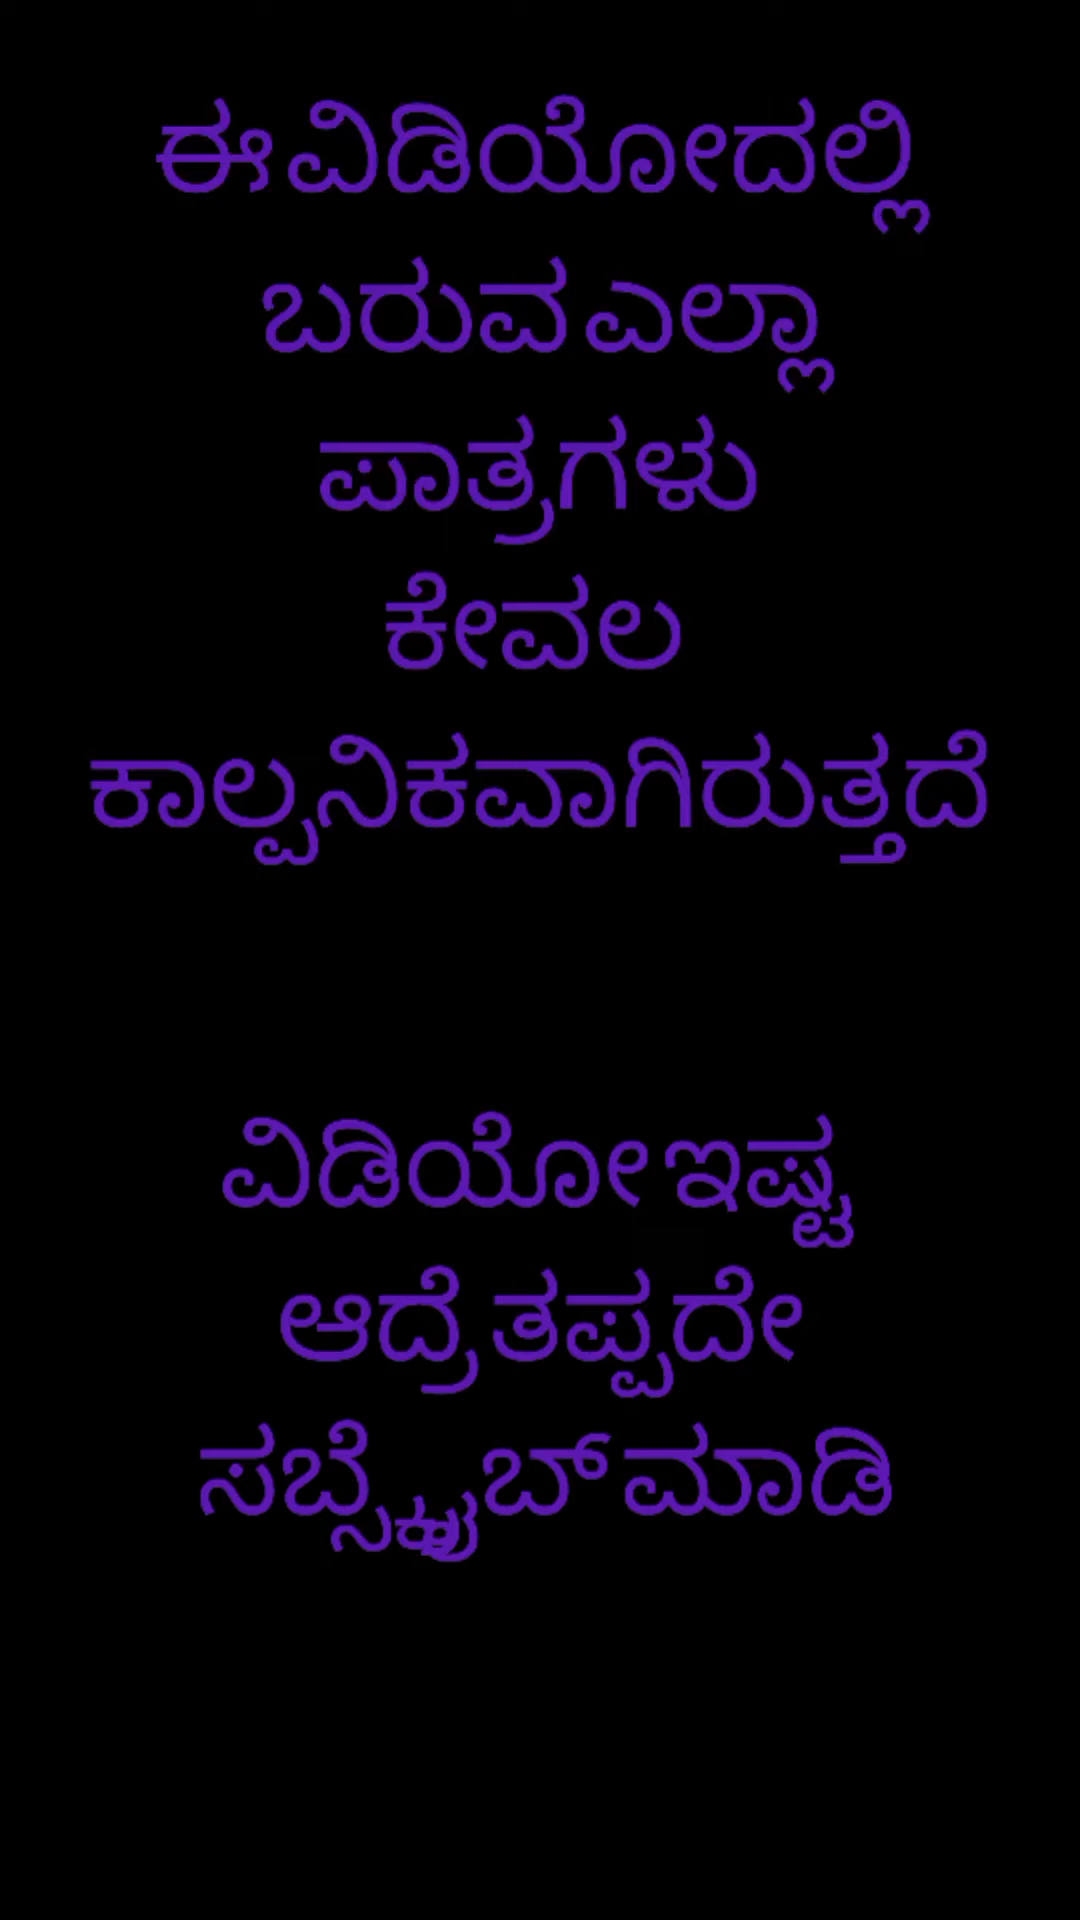 ಈ ವಿಡಿಯೋದಲ್ಲಿ
ಬರುವ ಎಲ್ಲಾ
ಪಾತ್ರಗಳು
ಕೇವಲ
ಕಾಲ್ಪನಿಕವಾಗಿರುತ್ತದೆ
ವಿಡಿಯೋ ಇಷ್ಟ
ಆದ್ರೆ ತಪ್ಪದೇ
ಸಬ್ಸೆಕ್ರುಬ್ ಮಾಡಿ